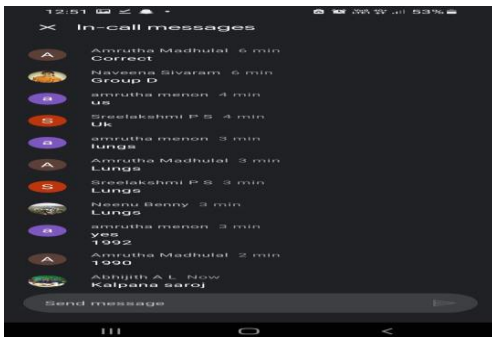 12:51 53%
In-call messages
Amrutha Madhulal 6 min
Correct
Naveena Sivaram 6 min
Group D
amrutha menon 4 min
us
Sreelakshmi P S 4 min
Uk
amrutha menon 3 min
lungs
Amrutha Madhulal 3 min
Lungs
Sreelakshmi P S 3 min
Lungs
Neenu Benny 3 min
Lungs
amrutha menon 3 min
yes
1992
Amrutha Madhulal 2 min
1990
Abhijith A L Now
Kalpana saroj
Send message